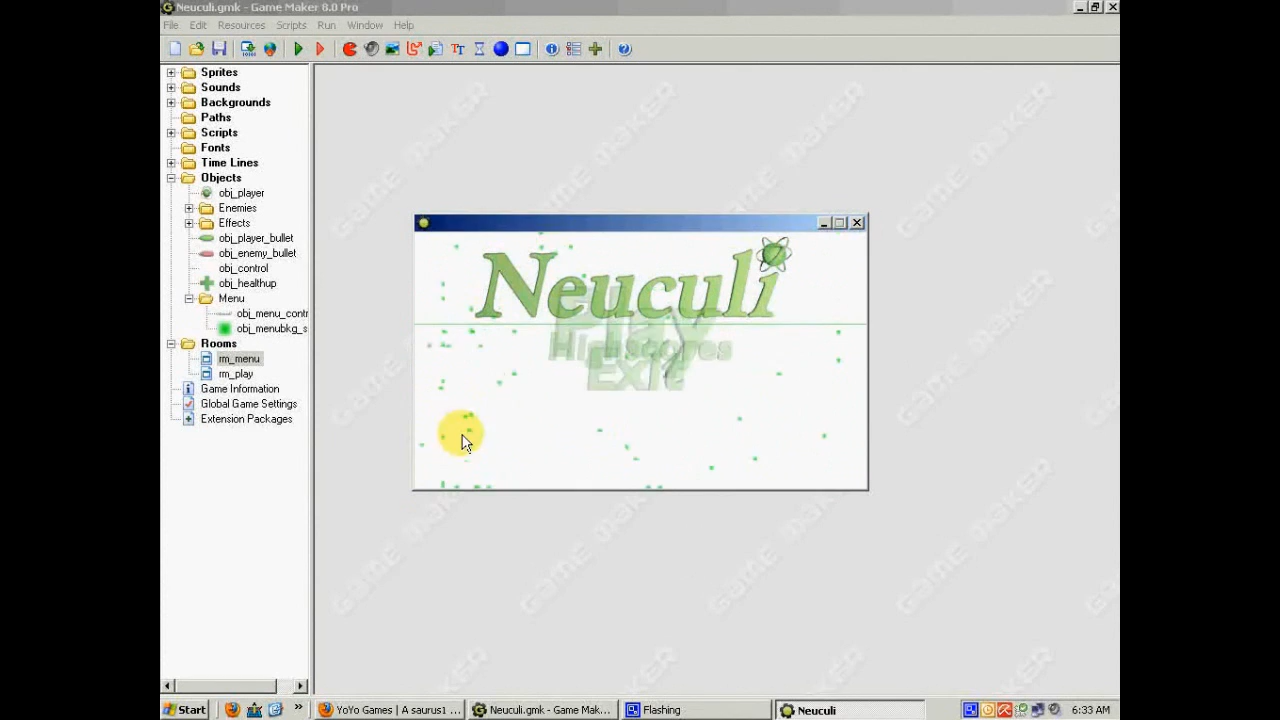 Neuculi.gmk - Game Maker 8.0 Pro
File Edit Resources Scripts Run Window Help
Sprites
Sounds
Backgrounds
Paths
Scripts
Fonts
Time Lines
Objects
obj_player
Enemies
Effects
obj_player_bullet
obj_enemy_bullet
obj_control
obj_healthup
Menu
obj_menu_contr
obj_menubkg_s
Rooms
rm_menu
rm_play
Game Information
Global Game Settings
Extension Packages
Neuculi
Play
Highscores
Exit
GAME MAKER
Start
YoYo Games | A saurus1 ...
Neuculi.gmk - Game Mak...
Flashing
Neuculi
6:33 AM